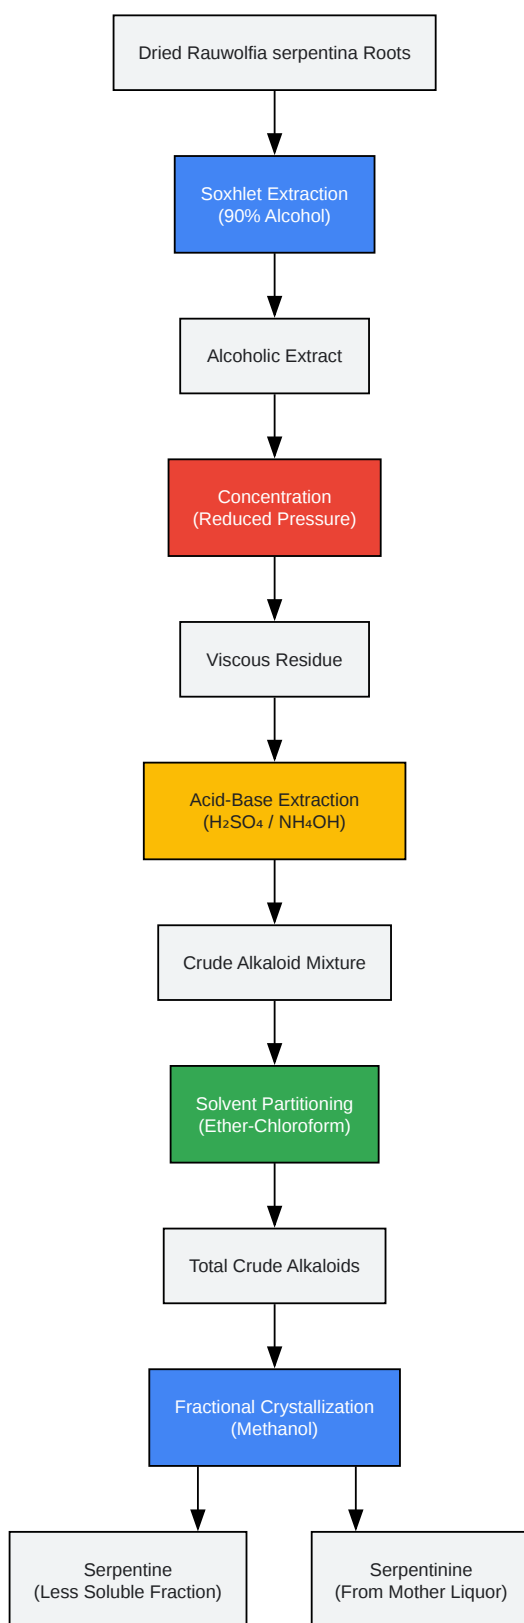 Dried Rauwolfia serpentina Roots
Soxhlet Extraction
(90% Alcohol)
Alcoholic Extract
Concentration
(Reduced Pressure)
Viscous Residue
Acid-Base Extraction
(H₂SO₄ / NH₄OH)
Crude Alkaloid Mixture
Solvent Partitioning
(Ether-Chloroform)
Total Crude Alkaloids
Fractional Crystallization
(Methanol)
Serpentine
(Less Soluble Fraction)
Serpentinine
(From Mother Liquor)